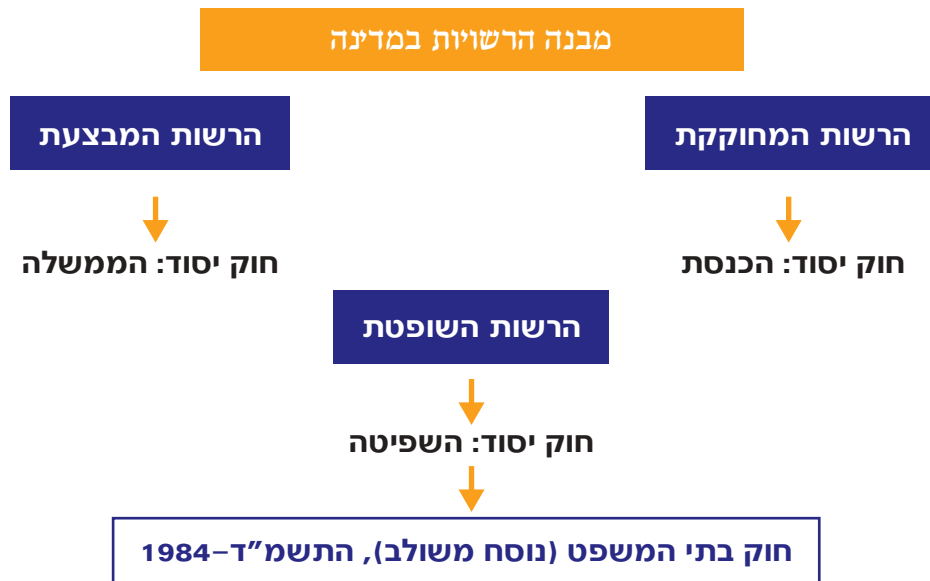 מבנה הרשויות במדינה
הרשות המחוקקת
הרשות המבצעת
חוק יסוד: הכנסת
חוק יסוד: הממשלה
הרשות השופטת
חוק יסוד: השפיטה
חוק בתי המשפט (נוסח משולב), התשמ״ד–1984